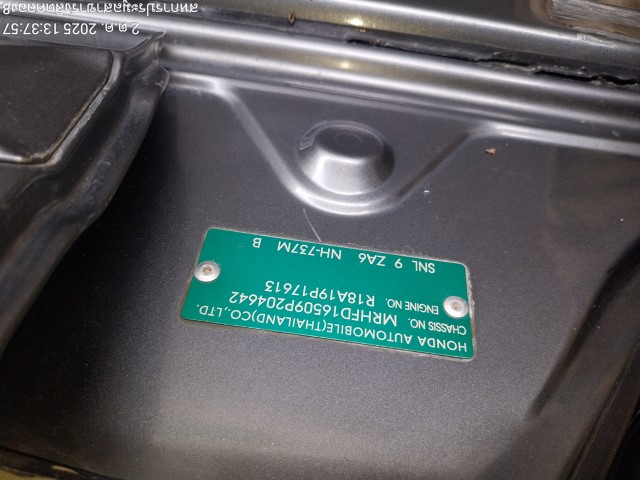 HONDA AUTOMOBILE(THAILAND)CO.,LTD.
CHASSIS NO. MRHFD16509P204642
ENGINE NO. R18A19P17613
SNL 9 ZA6 NH-737M B
2 ต.ค. 2025 13:37:57